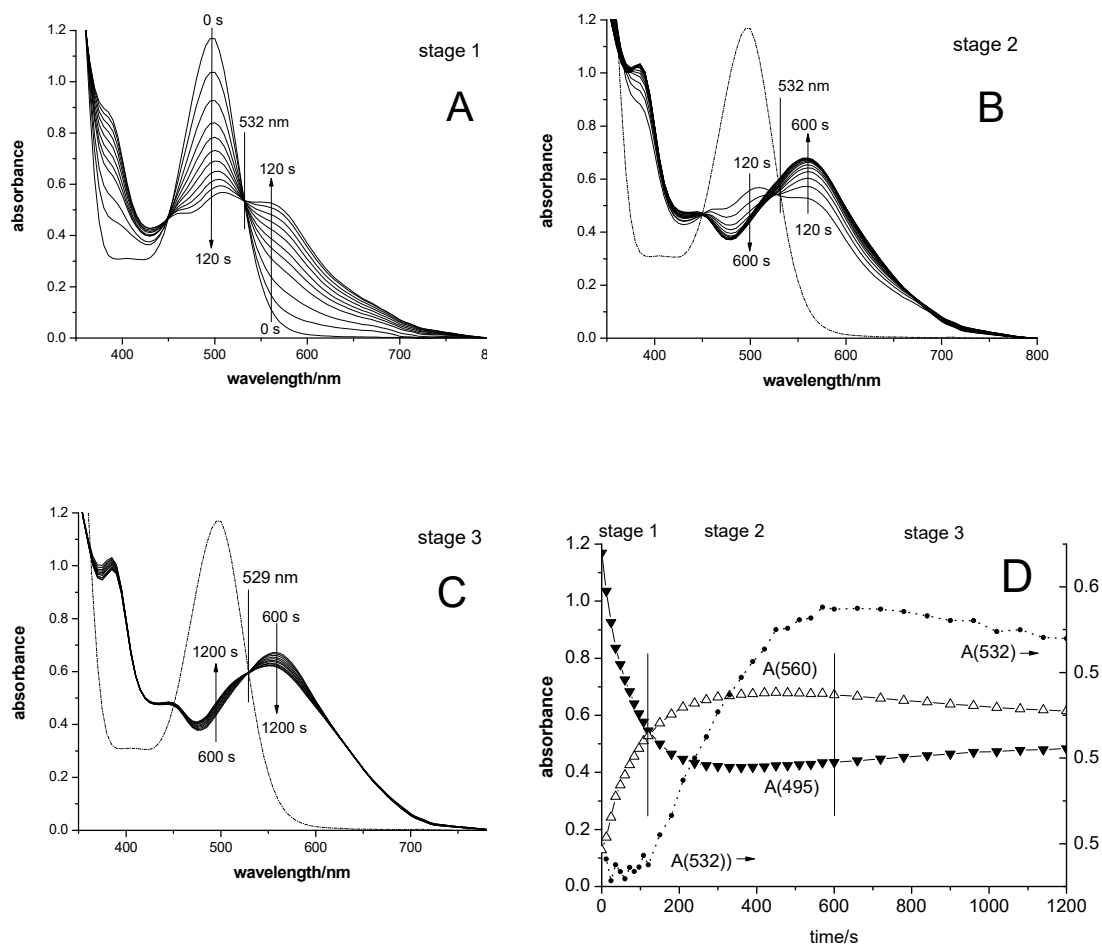 stage 1
A
0 s
532 nm
120 s
120 s
0 s
1.2
1.0
0.8
0.6
0.4
0.2
0.0
absorbance
400 500 600 700 8
wavelength/nm
stage 2
B
532 nm
600 s
120 s
600 s
120 s
1.2
1.0
0.8
0.6
0.4
0.2
0.0
absorbance
400 500 600 700 800
wavelength/nm
stage 3
C
529 nm
600 s
1200 s
600 s
1200 s
1.2
1.0
0.8
0.6
0.4
0.2
0.0
absorbance
400 500 600 700
wavelength/nm
stage 1 stage 2 stage 3
D
A(532)
A(560)
A(495)
A(532))
1.2
1.0
0.8
0.6
0.4
0.2
0.0
absorbance
0.6
0.5
0.5
0.5
0 200 400 600 800 1000 1200
time/s